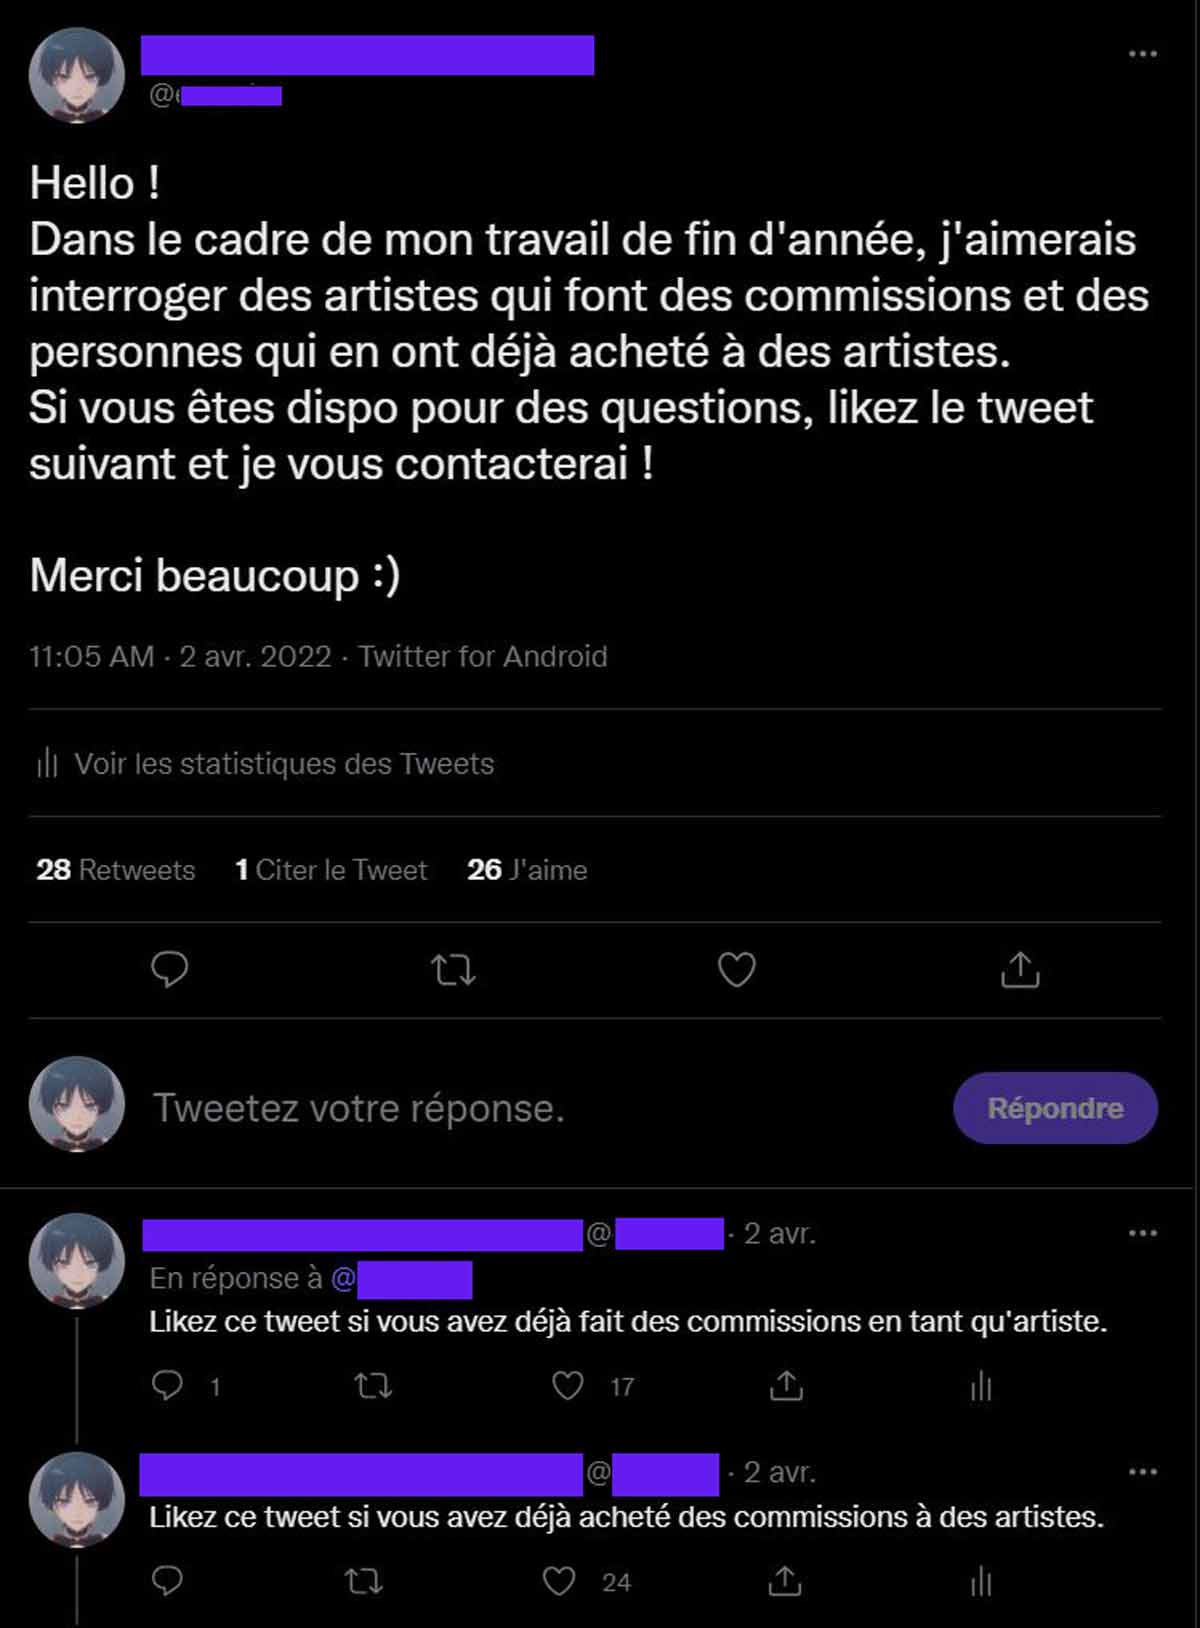 @
Hello !
Dans le cadre de mon travail de fin d'année, j'aimerais
interroger des artistes qui font des commissions et des
personnes qui en ont déjà acheté à des artistes.
Si vous êtes dispo pour des questions, likez le tweet
suivant et je vous contacterai !
Merci beaucoup :)
11:05 AM · 2 avr. 2022 · Twitter for Android
Voir les statistiques des Tweets
28 Retweets 1 Citer le Tweet 26 J'aime
Tweetez votre réponse.
Répondre
@ · 2 avr.
En réponse à @
Likez ce tweet si vous avez déjà fait des commissions en tant qu'artiste.
1 17
@ · 2 avr.
Likez ce tweet si vous avez déjà acheté des commissions à des artistes.
24